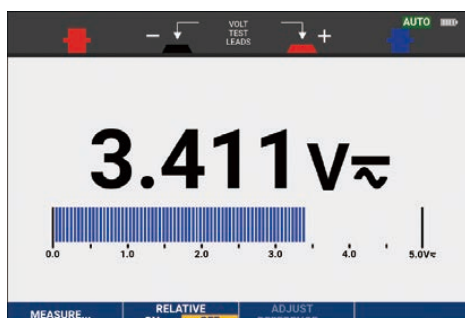 VOLT
TEST
LEADS
− +
AUTO
3.411 V
0.0 1.0 2.0 3.0 4.0 5.0V
MEASURE...
RELATIVE
ADJUST